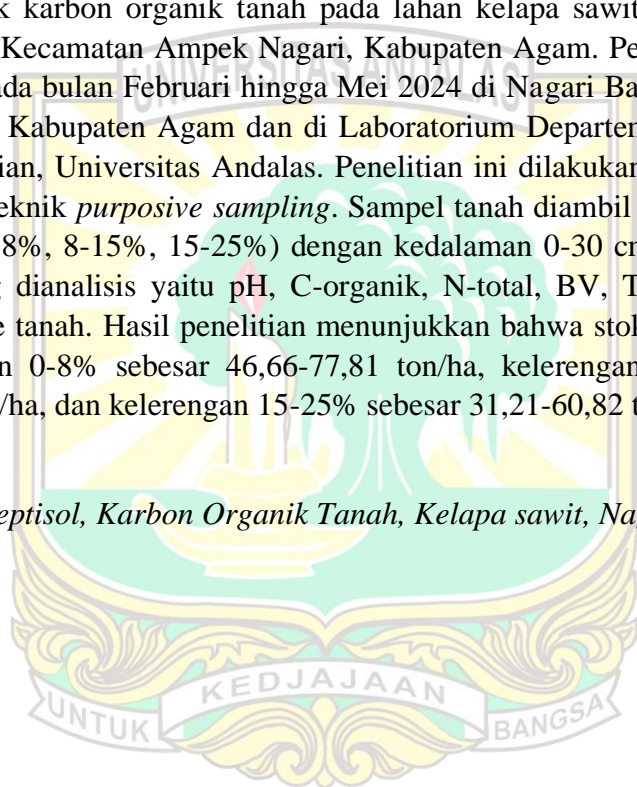 k karbon organik tanah pada lahan kelapa sawit
Kecamatan Ampek Nagari, Kabupaten Agam. Pe
ada bulan Februari hingga Mei 2024 di Nagari Ba
Kabupaten Agam dan di Laboratorium Departen
ian, Universitas Andalas. Penelitian ini dilakukan
eknik purposive sampling. Sampel tanah diambil
8%, 8-15%, 15-25%) dengan kedalaman 0-30 cm
g dianalisis yaitu pH, C-organik, N-total, BV, T
e tanah. Hasil penelitian menunjukkan bahwa stok
n 0-8% sebesar 46,66-77,81 ton/ha, kelerengan
/ha, dan kelerengan 15-25% sebesar 31,21-60,82 t
eptisol, Karbon Organik Tanah, Kelapa sawit, Na
UNIVERSITAS ANDALAS
UNTUK KEDJAJAAN BANGSA